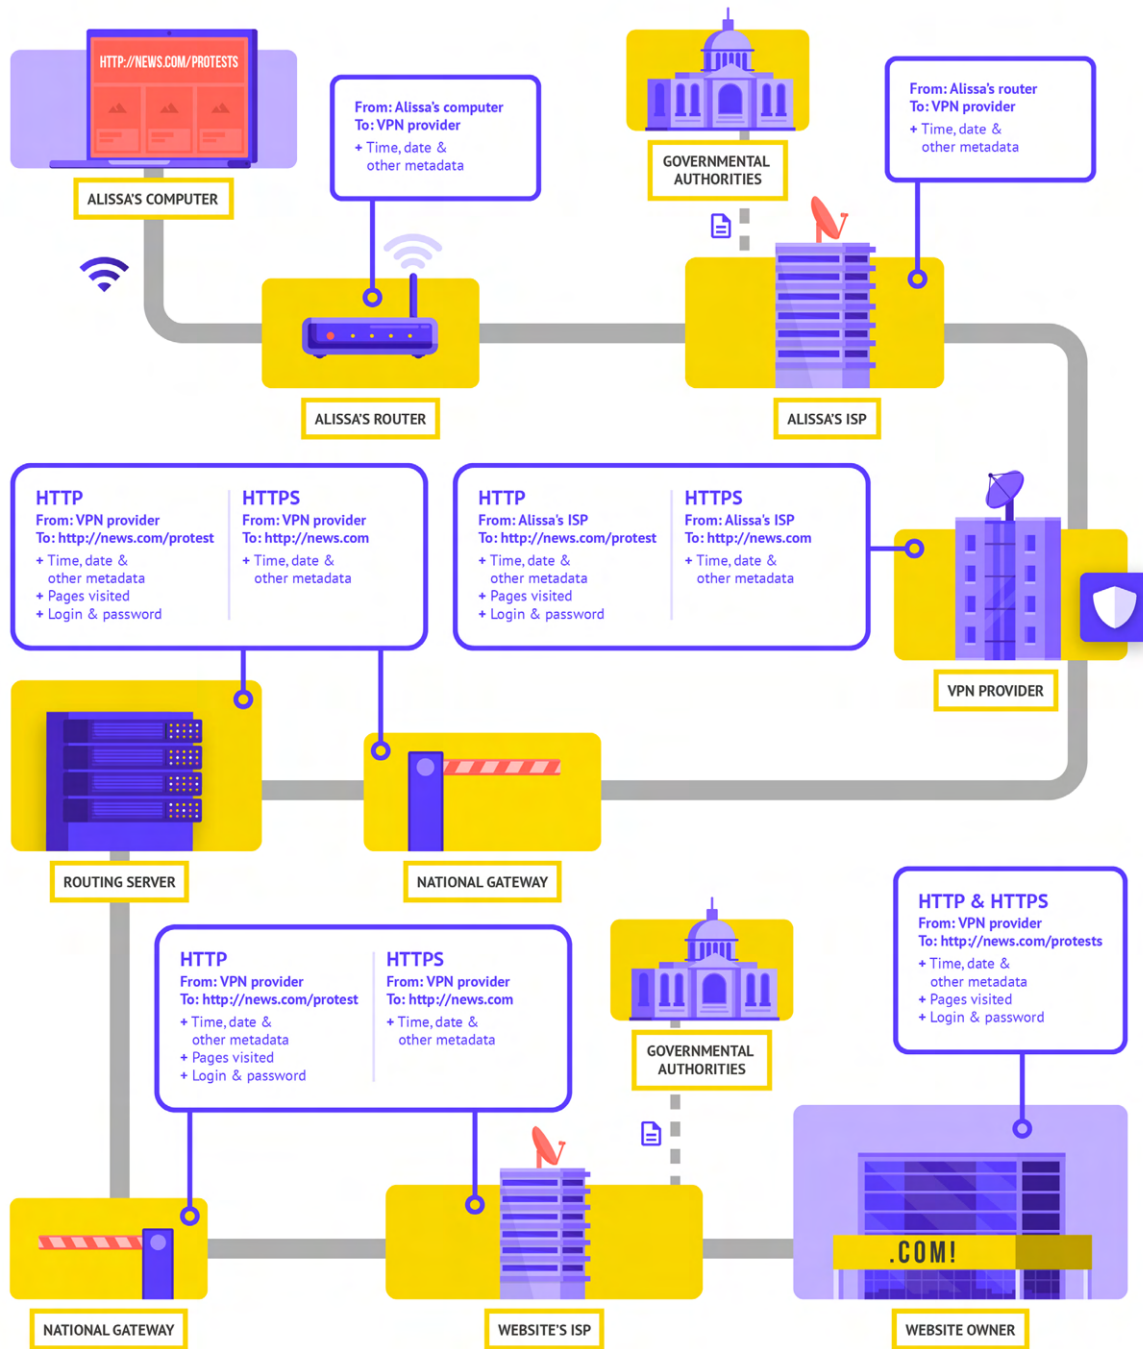 HTTP://NEWS.COM/PROTESTS
ALISSA'S COMPUTER
From: Alissa's computer
To: VPN provider
+ Time, date &
other metadata
GOVERNMENTAL
AUTHORITIES
From: Alissa's router
To: VPN provider
+ Time, date &
other metadata
ALISSA'S ROUTER
ALISSA'S ISP
HTTP
From: VPN provider
To: http://news.com/protest
+ Time, date &
other metadata
+ Pages visited
+ Login & password
HTTPS
From: VPN provider
To: http://news.com
+ Time, date &
other metadata
HTTP
From: Alissa's ISP
To: http://news.com/protest
+ Time, date &
other metadata
+ Pages visited
+ Login & password
HTTPS
From: Alissa's ISP
To: http://news.com
+ Time, date &
other metadata
VPN PROVIDER
ROUTING SERVER
NATIONAL GATEWAY
HTTP
From: VPN provider
To: http://news.com/protest
+ Time, date &
other metadata
+ Pages visited
+ Login & password
HTTPS
From: VPN provider
To: http://news.com
+ Time, date &
other metadata
GOVERNMENTAL
AUTHORITIES
HTTP & HTTPS
From: VPN provider
To: http://news.com/protests
+ Time, date &
other metadata
+ Pages visited
+ Login & password
.COM!
NATIONAL GATEWAY
WEBSITE'S ISP
WEBSITE OWNER